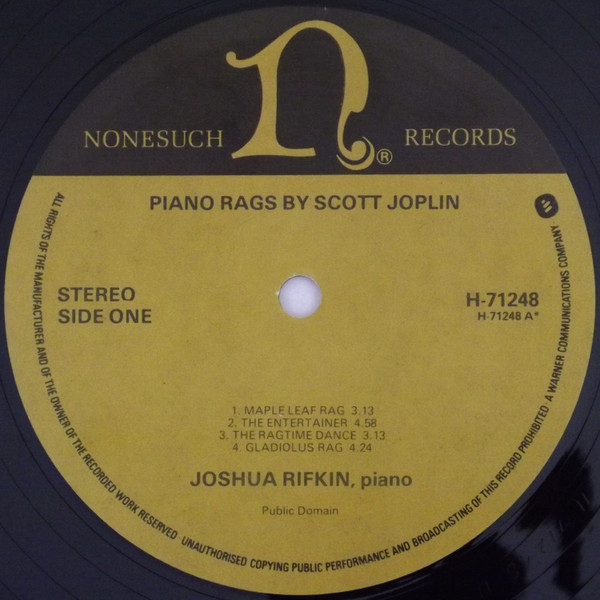 n
NONESUCH RECORDS
®
PIANO RAGS BY SCOTT JOPLIN
STEREO
SIDE ONE
H-71248
H-71248 A*
1. MAPLE LEAF RAG 3.13
2. THE ENTERTAINER 4.58
3. THE RAGTIME DANCE 3.13
4. GLADIOLUS RAG 4.24
JOSHUA RIFKIN, piano
Public Domain
ALL RIGHTS OF THE MANUFACTURER AND OF THE OWNER OF THE RECORDED WORK RESERVED · UNAUTHORISED COPYING PUBLIC PERFORMANCE AND BROADCASTING OF THIS RECORD PROHIBITED · A WARNER COMMUNICATIONS COMPANY